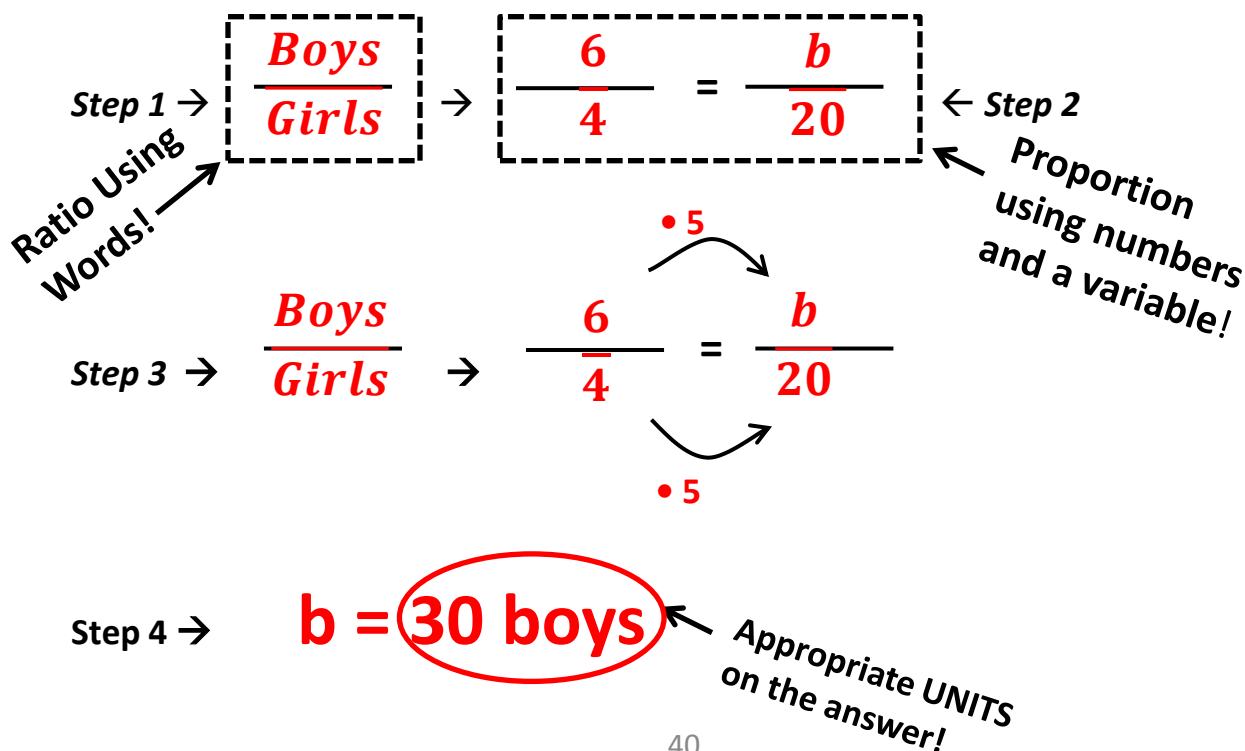 Boys 6 b
Step 1 → → = ← Step 2
Girls 4 20
Ratio Using
Words!
Proportion
using numbers
and a variable!
• 5
Boys 6 b
Step 3 → → =
Girls 4 20
• 5
Step 4 → b = 30 boys
Appropriate UNITS
on the answer!
40